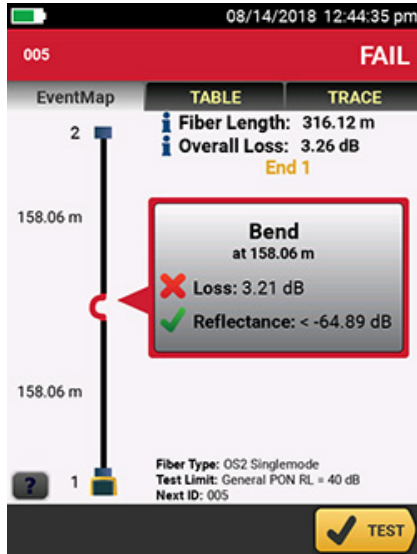 08/14/2018 12:44:35 pm
005 FAIL
EventMap TABLE TRACE
2
Fiber Length: 316.12 m
Overall Loss: 3.26 dB
End 1
158.06 m
Bend
at 158.06 m
Loss: 3.21 dB
Reflectance: < -64.89 dB
158.06 m
Fiber Type: OS2 Singlemode
Test Limit: General PON RL = 40 dB
Next ID: 005
? 1
TEST